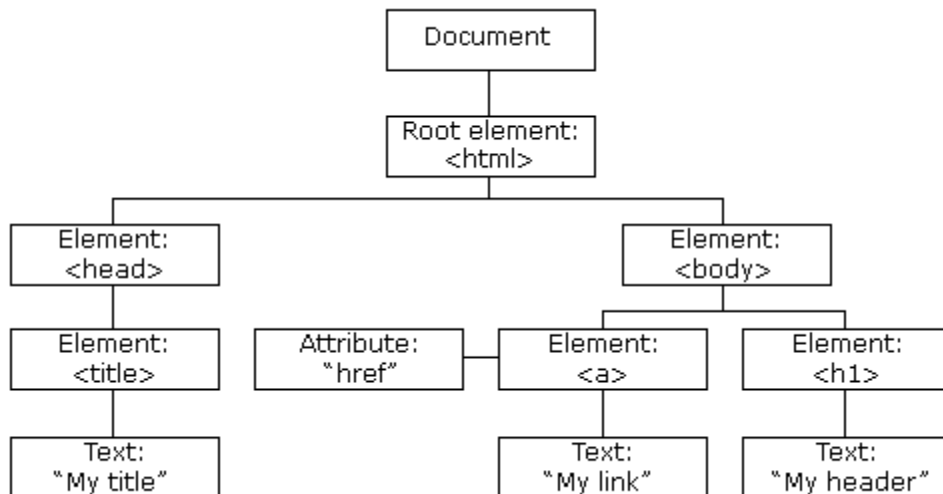 Document
Root element:
<html>
Element:
<head>
Element:
<body>
Element:
<title>
Attribute:
“href”
Element:
<a>
Element:
<h1>
Text:
“My title”
Text:
“My link”
Text:
“My header”